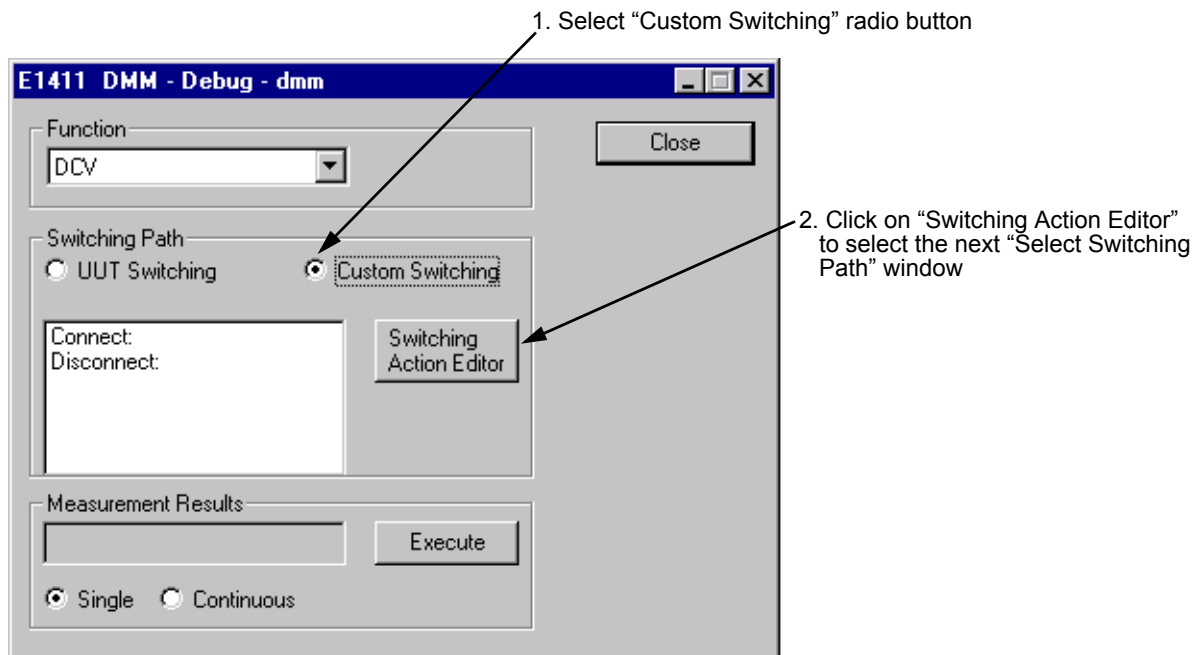 1. Select “Custom Switching” radio button
E1411 DMM - Debug - dmm
Function
DCV
Close
Switching Path
UUT Switching
Custom Switching
2. Click on “Switching Action Editor”
to select the next “Select Switching
Path” window
Connect:
Disconnect:
Switching
Action Editor
Measurement Results
Execute
Single
Continuous